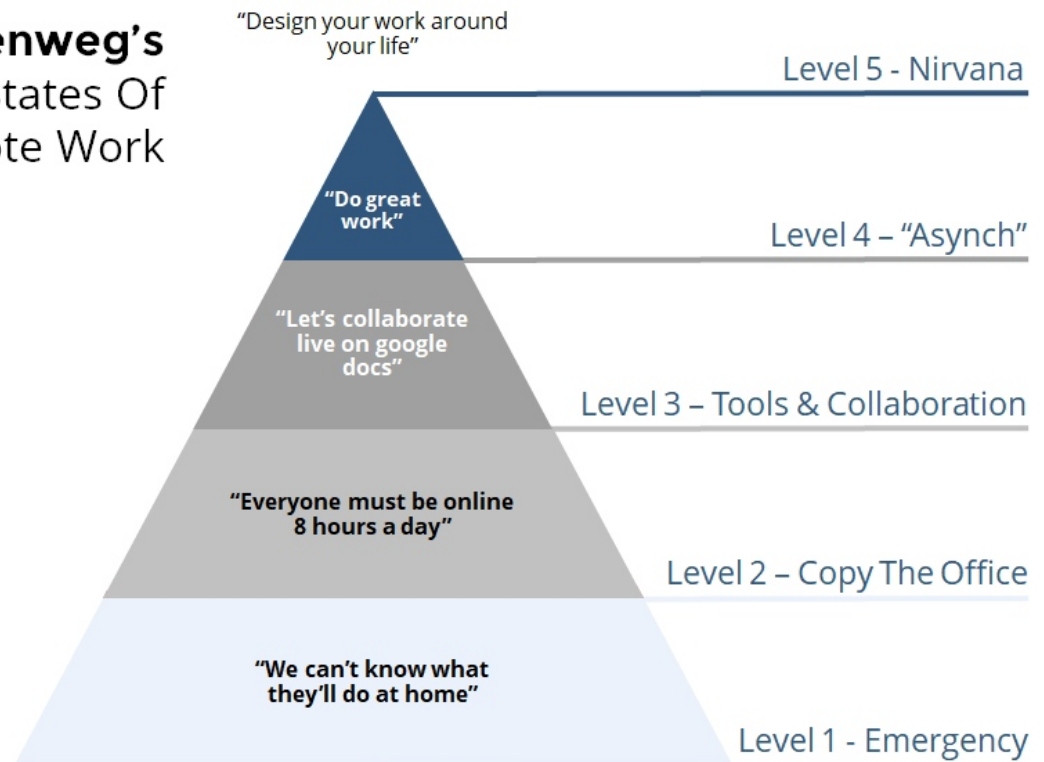 enweg's
tates Of
ote Work
“Design your work around
your life”
Level 5 - Nirvana
“Do great
work”
Level 4 – “Asynch”
“Let’s collaborate
live on google
docs”
Level 3 – Tools & Collaboration
“Everyone must be online
8 hours a day”
Level 2 – Copy The Office
“We can’t know what
they’ll do at home”
Level 1 - Emergency